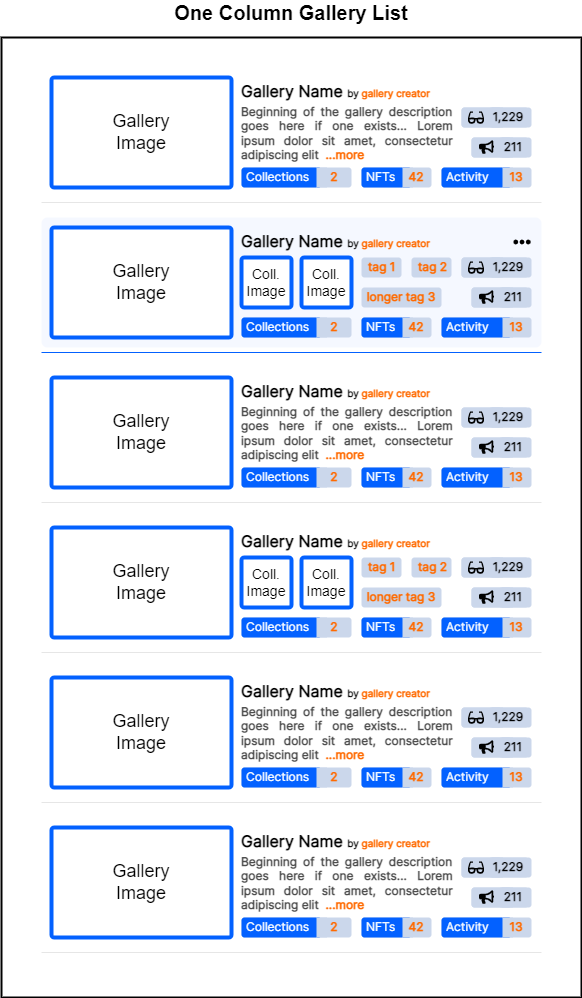 One Column Gallery List
Gallery
Image
Gallery Name by gallery creator
Beginning of the gallery description
goes here if one exists... Lorem
ipsum dolor sit amet, consectetur
adipiscing elit ...more
1,229
211
Collections 2 NFTs 42 Activity 13
Gallery
Image
Gallery Name by gallery creator
•••
Coll.
Image
Coll.
Image
tag 1 tag 2 1,229
longer tag 3 211
Collections 2 NFTs 42 Activity 13
Gallery
Image
Gallery Name by gallery creator
Beginning of the gallery description
goes here if one exists... Lorem
ipsum dolor sit amet, consectetur
adipiscing elit ...more
1,229
211
Collections 2 NFTs 42 Activity 13
Gallery
Image
Gallery Name by gallery creator
Coll.
Image
Coll.
Image
tag 1 tag 2 1,229
longer tag 3 211
Collections 2 NFTs 42 Activity 13
Gallery
Image
Gallery Name by gallery creator
Beginning of the gallery description
goes here if one exists... Lorem
ipsum dolor sit amet, consectetur
adipiscing elit ...more
1,229
211
Collections 2 NFTs 42 Activity 13
Gallery
Image
Gallery Name by gallery creator
Beginning of the gallery description
goes here if one exists... Lorem
ipsum dolor sit amet, consectetur
adipiscing elit ...more
1,229
211
Collections 2 NFTs 42 Activity 13